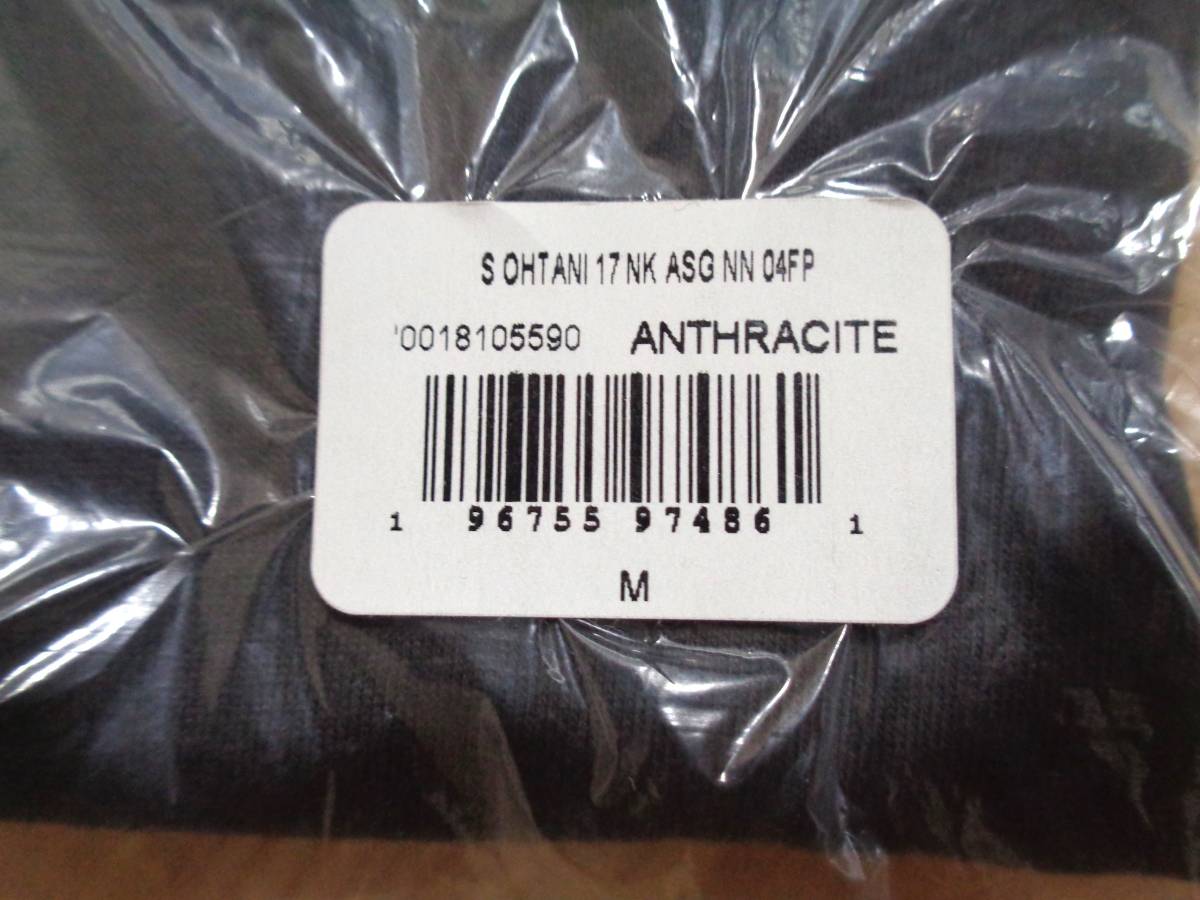 S OHTANI 17 NK ASG NN 04FP
'0018105590 ANTHRACITE
1 96755 97486 1
M